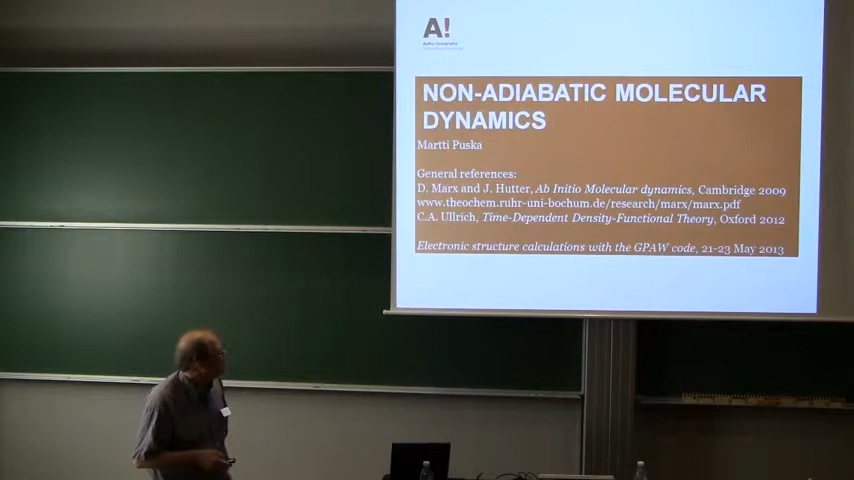 A!
Aalto University
NON-ADIABATIC MOLECULAR
DYNAMICS
Martti Puska
General references:
D. Marx and J. Hutter, Ab Initio Molecular dynamics, Cambridge 2009
www.theochem.ruhr-uni-bochum.de/research/marx/marx.pdf
C.A. Ullrich, Time-Dependent Density-Functional Theory, Oxford 2012
Electronic structure calculations with the GPAW code, 21-23 May 2013